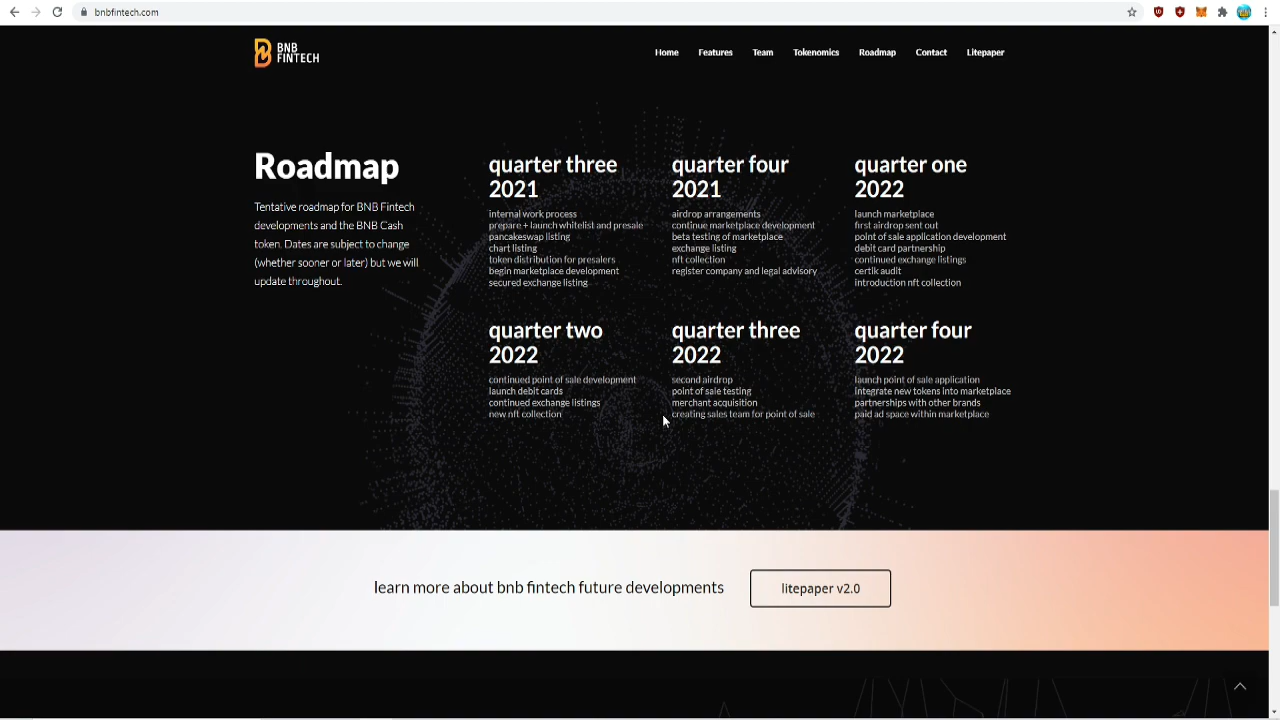 bnbfintech.com
BNB
FINTECH
Home Features Team Tokenomics Roadmap Contact Litepaper
Roadmap
Tentative roadmap for BNB Fintech
developments and the BNB Cash
token. Dates are subject to change
(whether sooner or later) but we will
update throughout.
quarter three
2021
internal work process
prepare + launch whitelist and presale
pancakeswap listing
chart listing
token distribution for presalers
begin marketplace development
secured exchange listing
quarter four
2021
airdrop arrangements
continue marketplace development
beta testing of marketplace
exchange listing
nft collection
register company and legal advisory
quarter one
2022
launch marketplace
first airdrop sent out
point of sale application development
debit card partnership
continued exchange listings
certik audit
introduction nft collection
quarter two
2022
continued point of sale development
launch debit cards
continued exchange listings
new nft collection
quarter three
2022
second airdrop
point of sale testing
merchant acquisition
creating sales team for point of sale
quarter four
2022
launch point of sale application
integrate new tokens into marketplace
partnerships with other brands
paid ad space within marketplace
learn more about bnb fintech future developments
litepaper v2.0